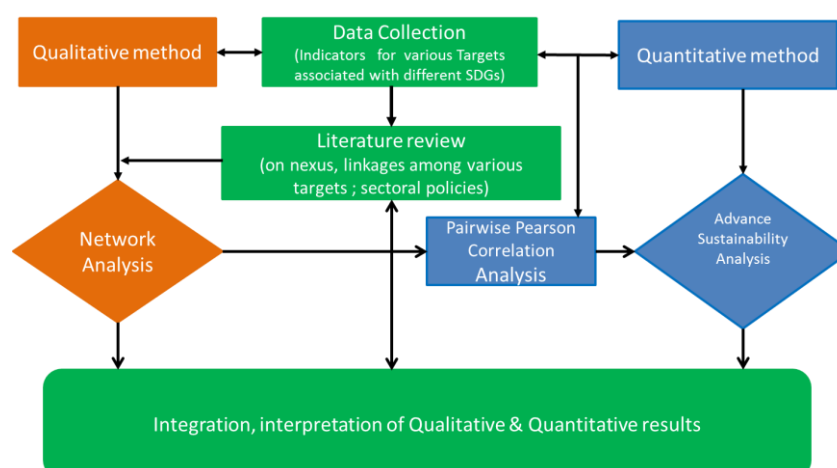 Qualitative method
Data Collection
(Indicators for various Targets
associated with different SDGs)
Quantitative method
Literature review
(on nexus, linkages among various
targets ; sectoral policies)
Network
Analysis
Pairwise Pearson
Correlation
Analysis
Advance
Sustainability
Analysis
Integration, interpretation of Qualitative & Quantitative results